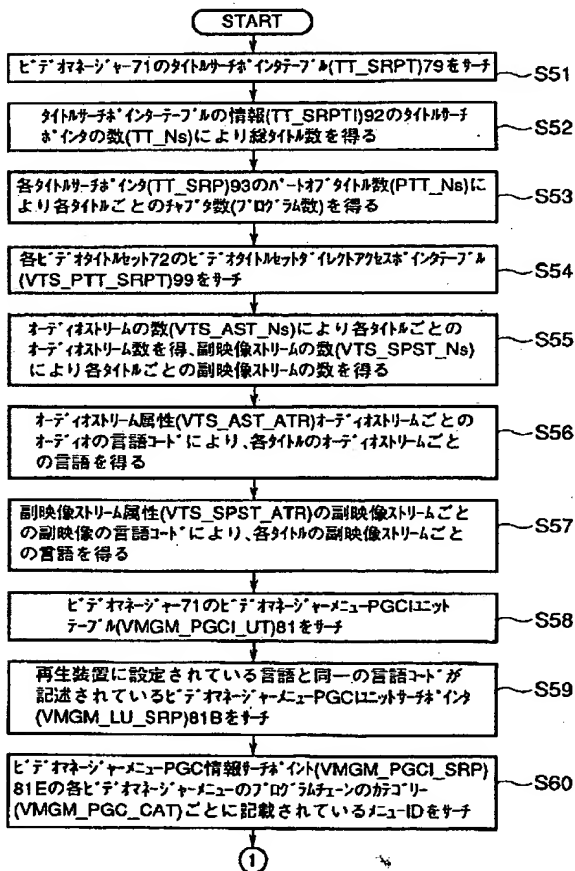 START
ビデオマネージャー71のタイトルサーチポインタテーブル(TT_SRPT)79をサーチ
S51
タイトルサーチポインターテーブルの情報(TT_SRPTI)92のタイトルサーチ
ポインタの数(TT_Ns)により総タイトル数を得る
S52
各タイトルサーチポインタ(TT_SRP)93のパートオブタイトル数(PTT_Ns)に
より各タイトルごとのチャプタ数(プログラム数)を得る
S53
各ビデオタイトルセット72のビデオタイトルセットダイレクトアクセスポインタテーブル
(VTS_PTT_SRPT)99をサーチ
S54
オーディオストリームの数(VTS_AST_Ns)により各タイトルごとの
オーディオストリーム数を得、副映像ストリームの数(VTS_SPST_Ns)
により各タイトルごとの副映像ストリームの数を得る
S55
オーディオストリーム属性(VTS_AST_ATR)オーディオストリームごとの
オーディオの言語コードにより、各タイトルのオーディオストリームごと
の言語を得る
S56
副映像ストリーム属性(VTS_SPST_ATR)の副映像ストリームごと
の副映像の言語コードにより、各タイトルの副映像ストリームごと
の言語を得る
S57
ビデオマネージャー71のビデオマネージャーメニューPGCIユニット
テーブル(VMGM_PGCI_UT)81をサーチ
S58
再生装置に設定されている言語と同一の言語コードが
記述されているビデオマネージャーメニューPGCIユニットサーチポインタ
(VMGM_LU_SRP)81Bをサーチ
S59
ビデオマネージャーメニューPGC情報サーチポイント(VMGM_PGCI_SRP)
81Eの各ビデオマネージャーメニューのプログラムチェーンのカテゴリー
(VMGM_PGC_CAT)ごとに記載されているメニューIDをサーチ
S60
1